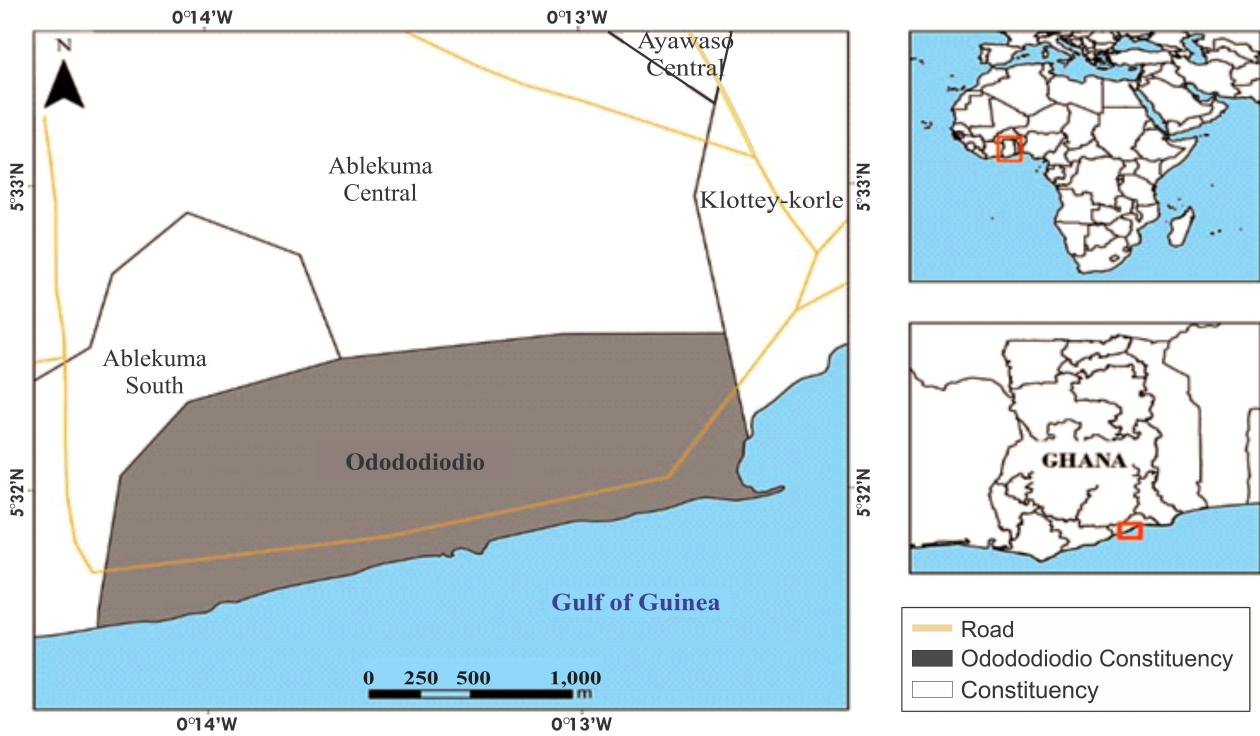 0°14'W
0°13'W
N
Ayawaso
Central
Ablekuma
Central
5°33'N
5°33'N
Klottey-korle
Ablekuma
South
Odododiodio
5°32'N
5°32'N
Gulf of Guinea
0 250 500 1,000
m
0°14'W
0°13'W
GHANA
Road
Odododiodio Constituency
Constituency